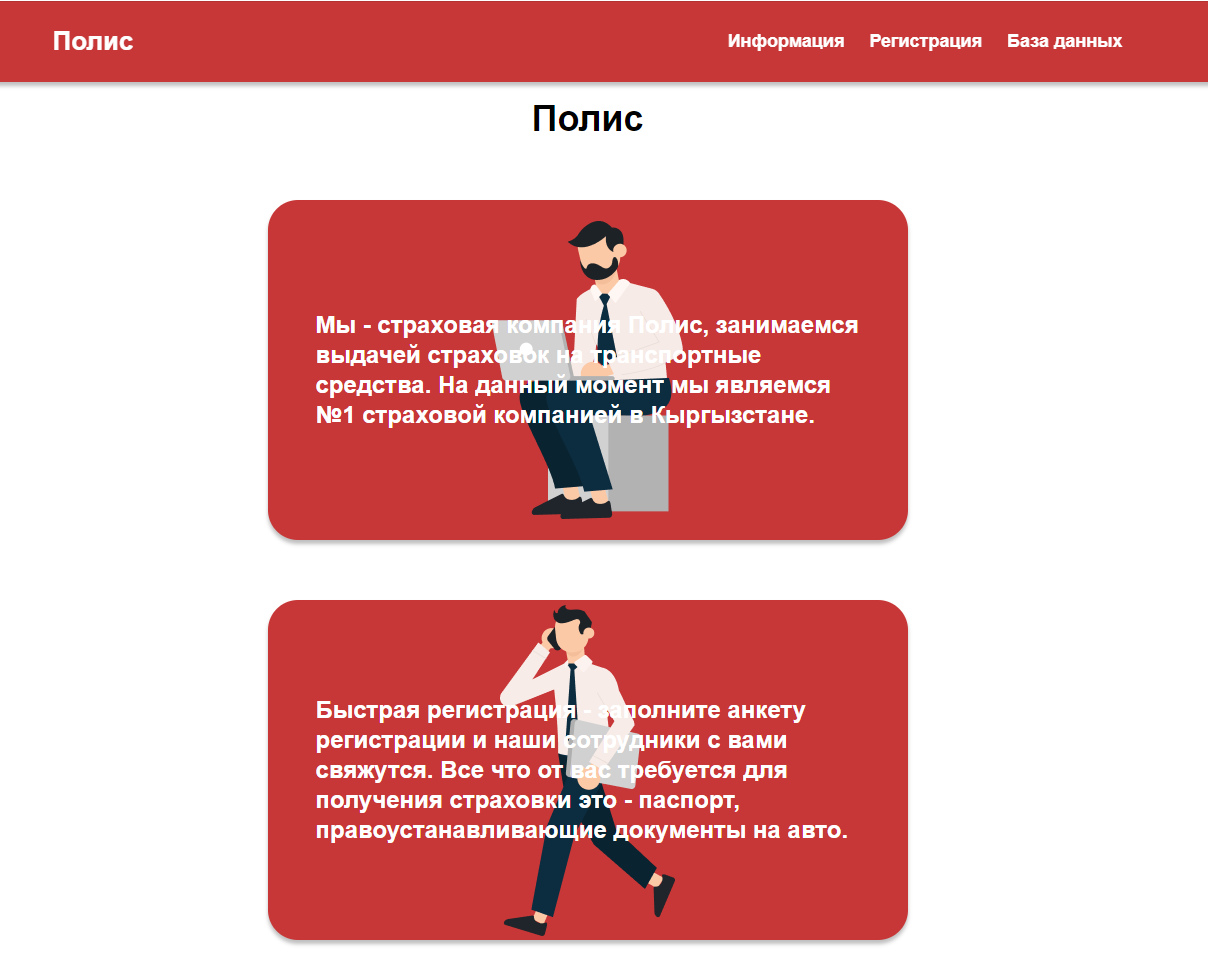 Полис
Информация Регистрация База данных
Полис
Мы - страховая компания Полис, занимаемся
выдачей страховок на транспортные
средства. На данный момент мы являемся
№1 страховой компанией в Кыргызстане.
Быстрая регистрация - заполните анкету
регистрации и наши сотрудники с вами
свяжутся. Все что от вас требуется для
получения страховки это - паспорт,
правоустанавливающие документы на авто.